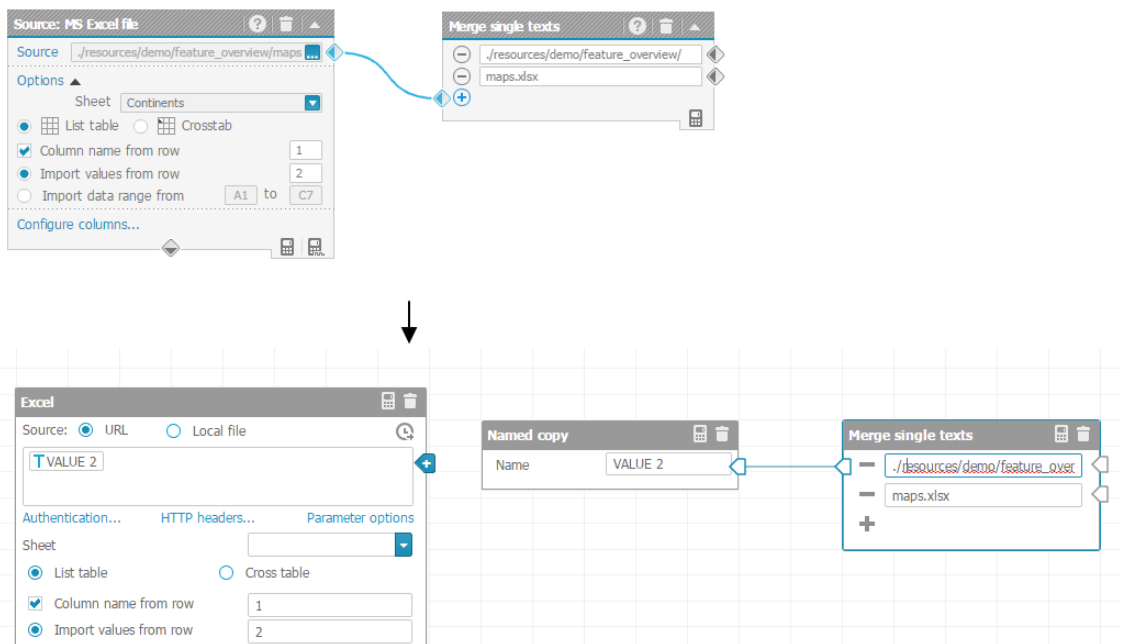 Source: MS Excel file
Source ./resources/demo/feature_overview/maps ...
Options
Sheet Continents
List table Crosstab
Column name from row 1
Import values from row 2
Import data range from A1 to C7
Configure columns...
Merge single texts
./resources/demo/feature_overview/
maps.xlsx
Excel
Source: URL Local file
T VALUE 2
Authentication... HTTP headers... Parameter options
Sheet
List table Cross table
Column name from row 1
Import values from row 2
Named copy
Name VALUE 2
Merge single texts
./resources/demo/feature_over
maps.xlsx